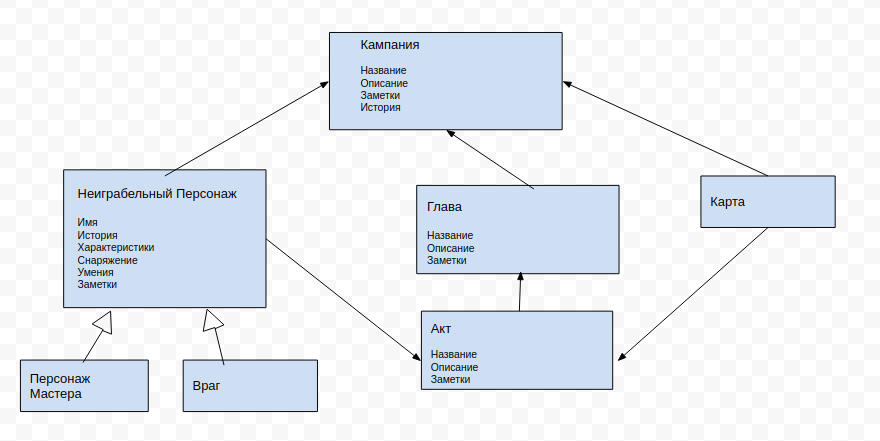 Кампания
Название
Описание
Заметки
История
Неиграбельный Персонаж
Имя
История
Характеристики
Снаряжение
Умения
Заметки
Глава
Название
Описание
Заметки
Карта
Акт
Название
Описание
Заметки
Персонаж
Мастера
Враг